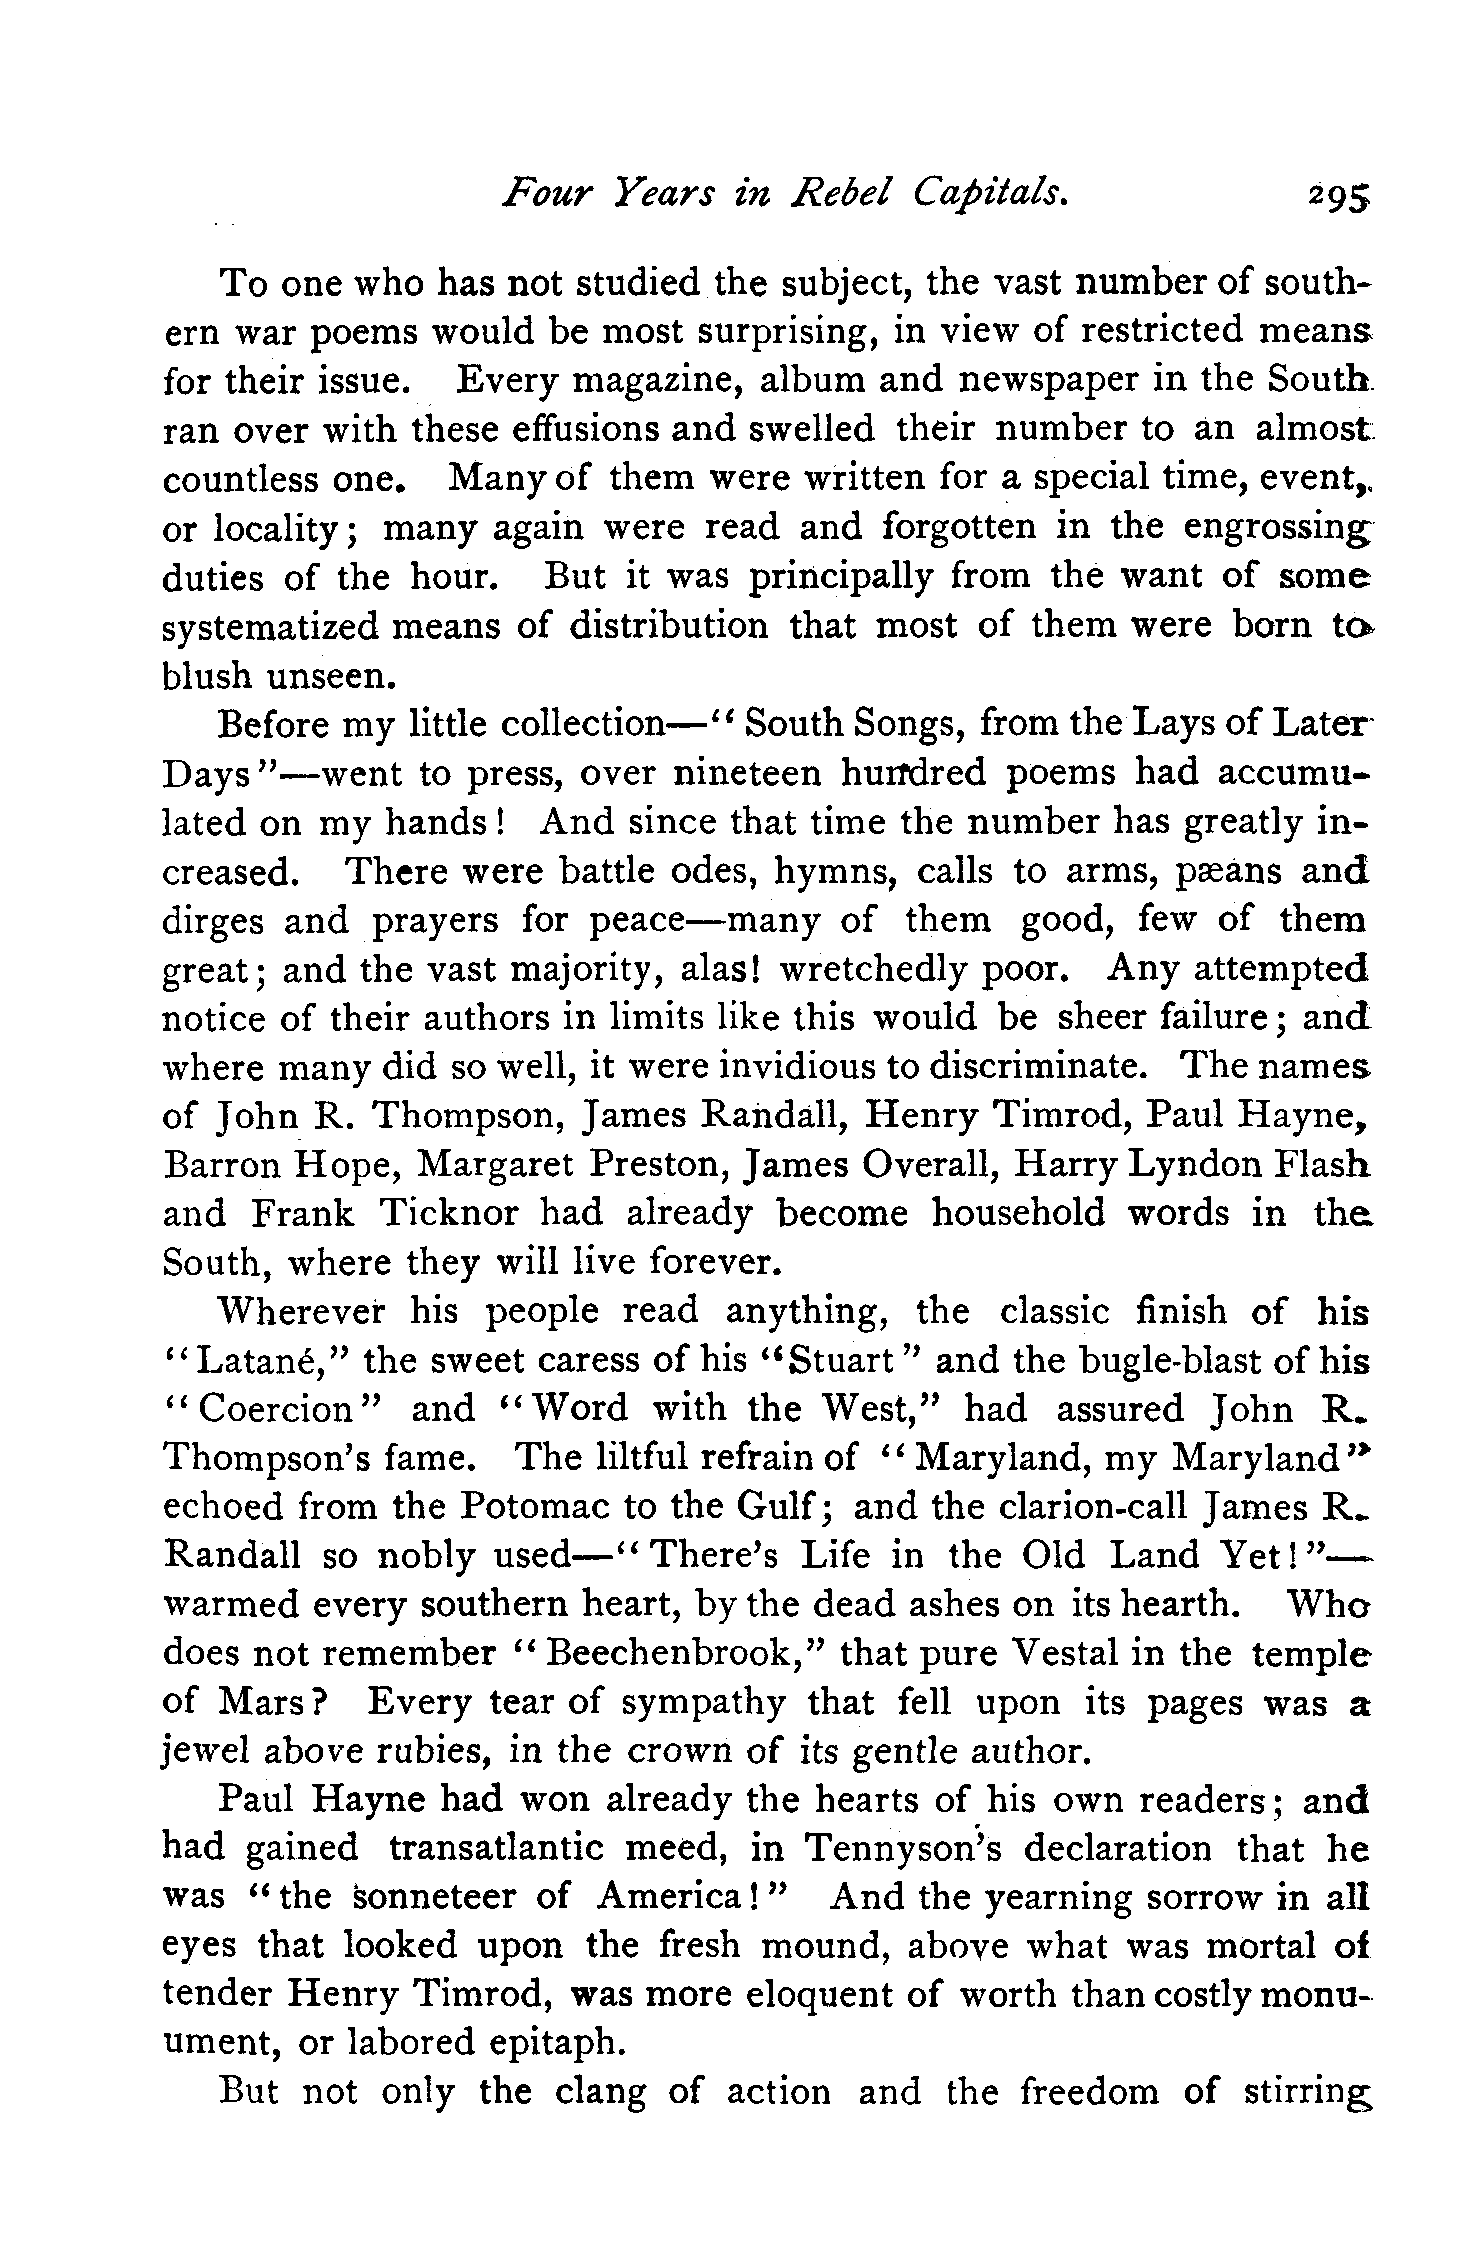 Four Years in Rebel Capitals. 295
To one who has not studied the subject, the vast number of south-
ern war poems would be most surprising, in view of restricted means
for their issue. Every magazine, album and newspaper in the South
ran over with these effusions and swelled their number to an almost
countless one. Many of them were written for a special time, event,
or locality; many again were read and forgotten in the engrossing
duties of the hour. But it was principally from the want of some
systematized means of distribution that most of them were born to
blush unseen.
Before my little collection—"South Songs, from the Lays of Later
Days"—went to press, over nineteen hundred poems had accumu-
lated on my hands! And since that time the number has greatly in-
creased. There were battle odes, hymns, calls to arms, pæans and
dirges and prayers for peace—many of them good, few of them
great; and the vast majority, alas! wretchedly poor. Any attempted
notice of their authors in limits like this would be sheer failure; and
where many did so well, it were invidious to discriminate. The names
of John R. Thompson, James Randall, Henry Timrod, Paul Hayne,
Barron Hope, Margaret Preston, James Overall, Harry Lyndon Flash
and Frank Ticknor had already become household words in the
South, where they will live forever.
Wherever his people read anything, the classic finish of his
"Latané," the sweet caress of his "Stuart" and the bugle-blast of his
"Coercion" and "Word with the West," had assured John R.
Thompson's fame. The liltful refrain of "Maryland, my Maryland"
echoed from the Potomac to the Gulf; and the clarion-call James R.
Randall so nobly used—"There's Life in the Old Land Yet!"—
warmed every southern heart, by the dead ashes on its hearth. Who
does not remember "Beechenbrook," that pure Vestal in the temple
of Mars? Every tear of sympathy that fell upon its pages was a
jewel above rubies, in the crown of its gentle author.
Paul Hayne had won already the hearts of his own readers; and
had gained transatlantic meed, in Tennyson's declaration that he
was "the sonneteer of America!" And the yearning sorrow in all
eyes that looked upon the fresh mound, above what was mortal of
tender Henry Timrod, was more eloquent of worth than costly monu-
ument, or labored epitaph.
But not only the clang of action and the freedom of stirring